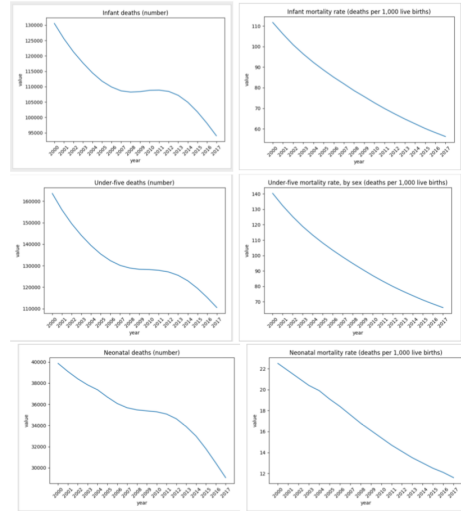 Infant deaths (number)
130000
125000
120000
115000
110000
105000
100000
95000
value
2000 2001 2002 2003 2004 2005 2006 2007 2008 2009 2010 2011 2012 2013 2014 2015 2016 2017
year
Infant mortality rate (deaths per 1,000 live births)
110
100
90
80
70
60
value
2000 2001 2002 2003 2004 2005 2006 2007 2008 2009 2010 2011 2012 2013 2014 2015 2016 2017
year
Under-five deaths (number)
160000
150000
140000
130000
120000
110000
value
2000 2001 2002 2003 2004 2005 2006 2007 2008 2009 2010 2011 2012 2013 2014 2015 2016 2017
year
Under-five mortality rate, by sex (deaths per 1,000 live births)
140
130
120
110
100
90
80
70
value
2000 2001 2002 2003 2004 2005 2006 2007 2008 2009 2010 2011 2012 2013 2014 2015 2016 2017
year
Neonatal deaths (number)
40000
38000
36000
34000
32000
30000
value
2000 2001 2002 2003 2004 2005 2006 2007 2008 2009 2010 2011 2012 2013 2014 2015 2016 2017
year
Neonatal mortality rate (deaths per 1,000 live births)
22
20
18
16
14
12
value
2000 2001 2002 2003 2004 2005 2006 2007 2008 2009 2010 2011 2012 2013 2014 2015 2016 2017
year